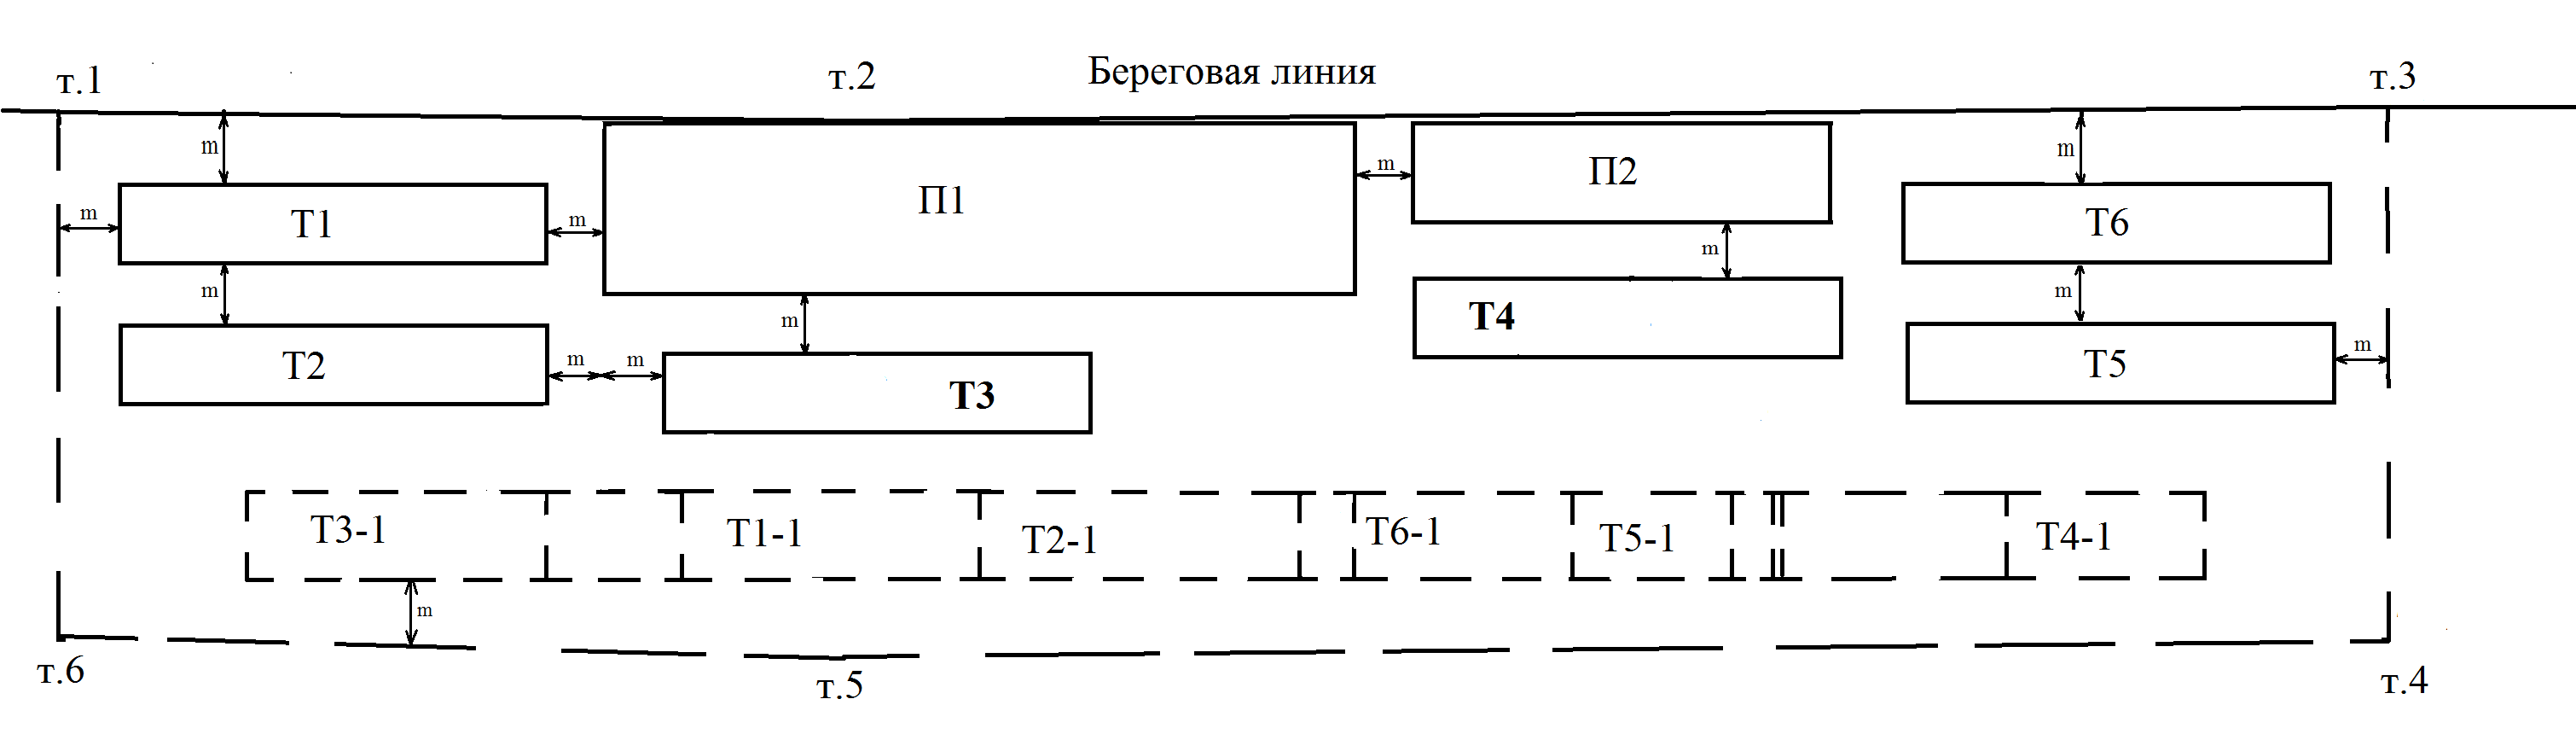 т.1
т.2
Береговая линия
т.3
m
m
П1
m
П2
m
m
Т1
m
m
Т6
m
m
m
Т2
m
m
Т3
Т4
Т5
m
Т3-1
Т1-1
Т2-1
Т6-1
Т5-1
Т4-1
m
т.6
т.5
т.4